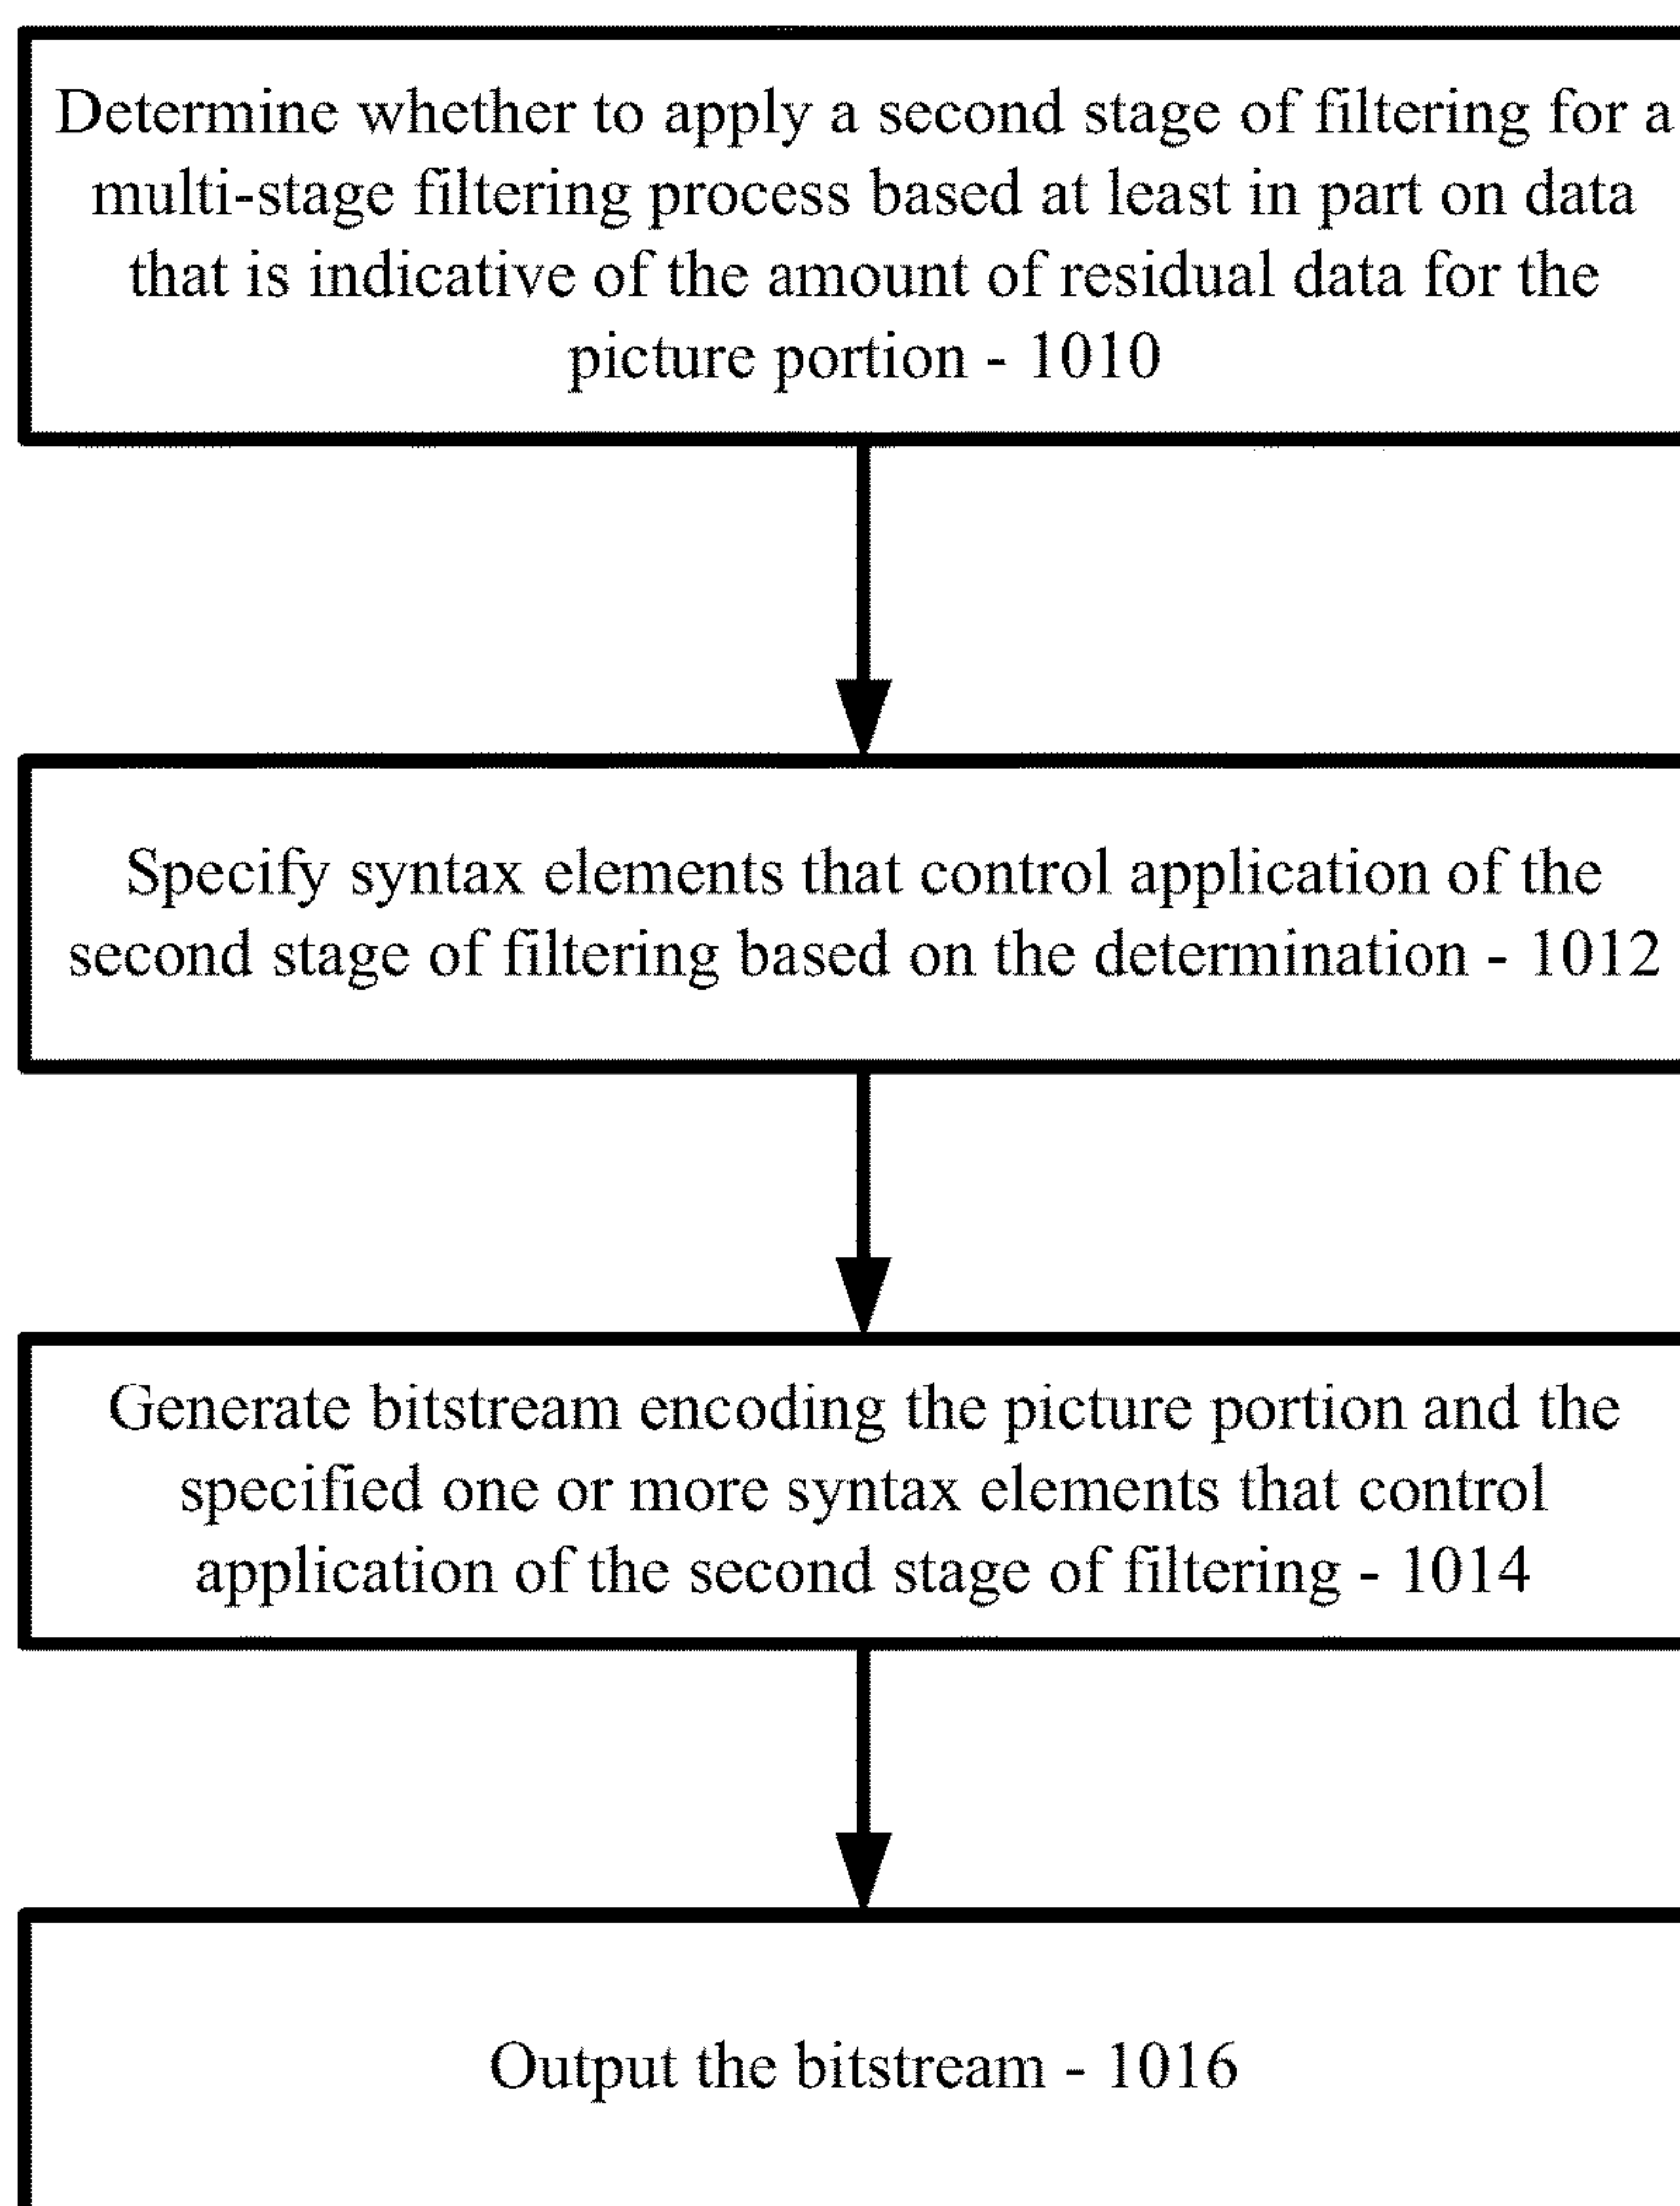 Determine whether to apply a second stage of filtering for a
multi-stage filtering process based at least in part on data
that is indicative of the amount of residual data for the
picture portion - 1010
Specify syntax elements that control application of the
second stage of filtering based on the determination - 1012
Generate bitstream encoding the picture portion and the
specified one or more syntax elements that control
application of the second stage of filtering - 1014
Output the bitstream - 1016